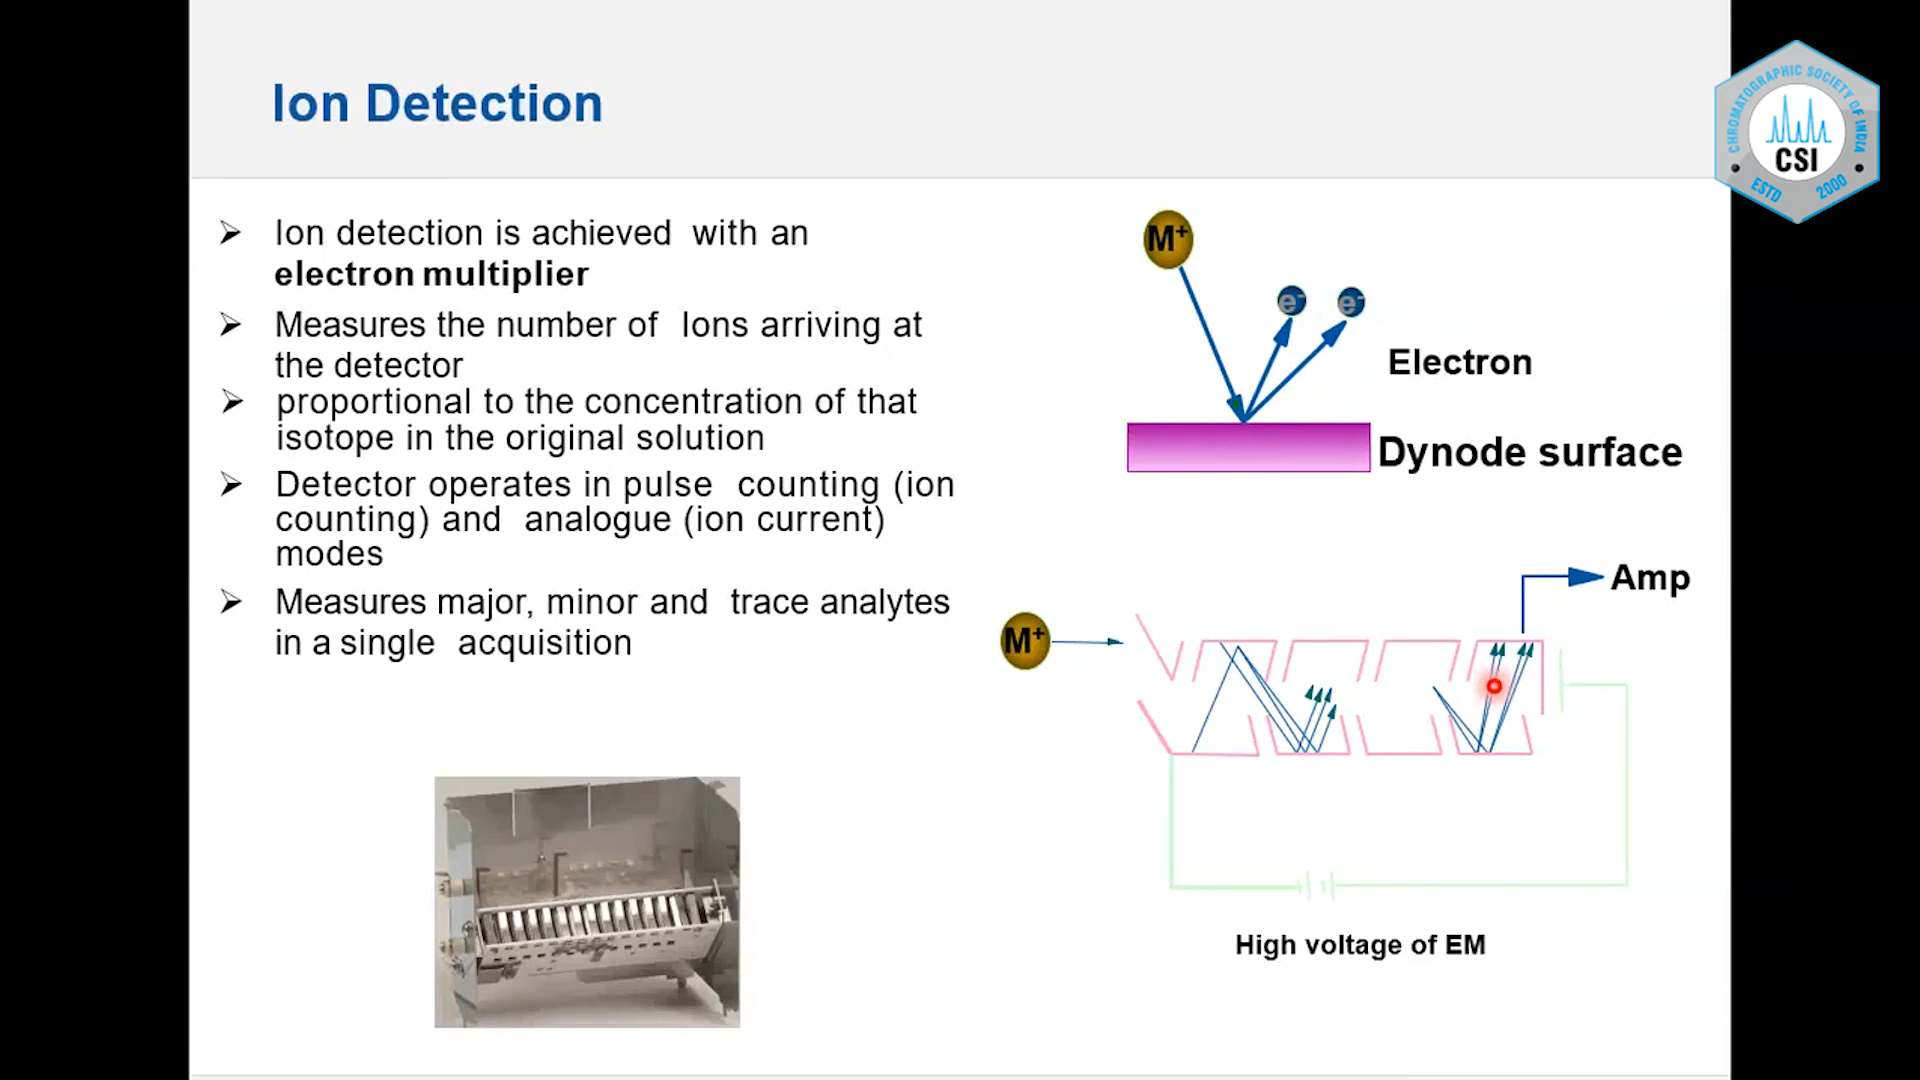 Ion Detection
CHROMATOGRAPHIC SOCIETY OF INDIA
CSI
ESTD 2000
Ion detection is achieved with an
electron multiplier
Measures the number of Ions arriving at
the detector
proportional to the concentration of that
isotope in the original solution
Detector operates in pulse counting (ion
counting) and analogue (ion current)
modes
Measures major, minor and trace analytes
in a single acquisition
M+
e-
e-
Electron
Dynode surface
Amp
M+
High voltage of EM